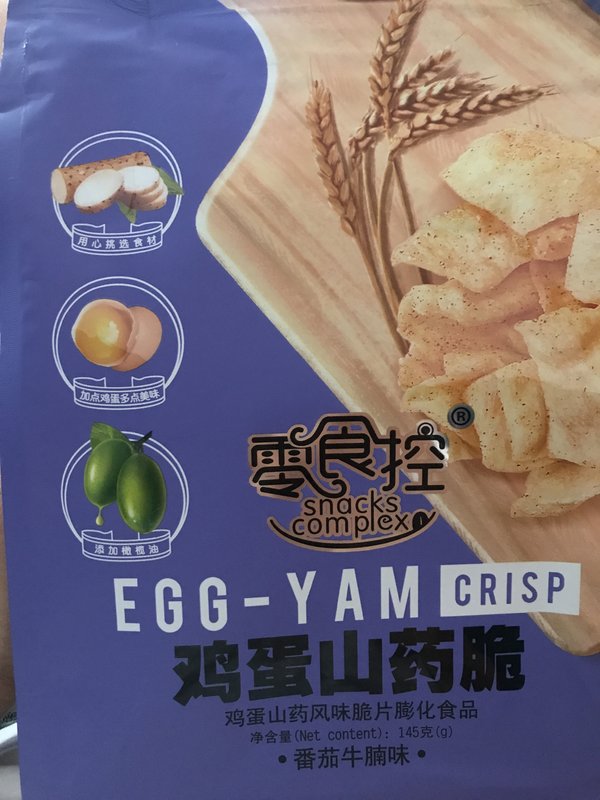 用心挑选食材
加点鸡蛋多点美味
添加橄榄油
零食控®
snacks
complex
EGG-YAM CRISP
鸡蛋山药脆
鸡蛋山药风味脆片膨化食品
净含量(Net content): 145克(g)
·番茄牛腩味·